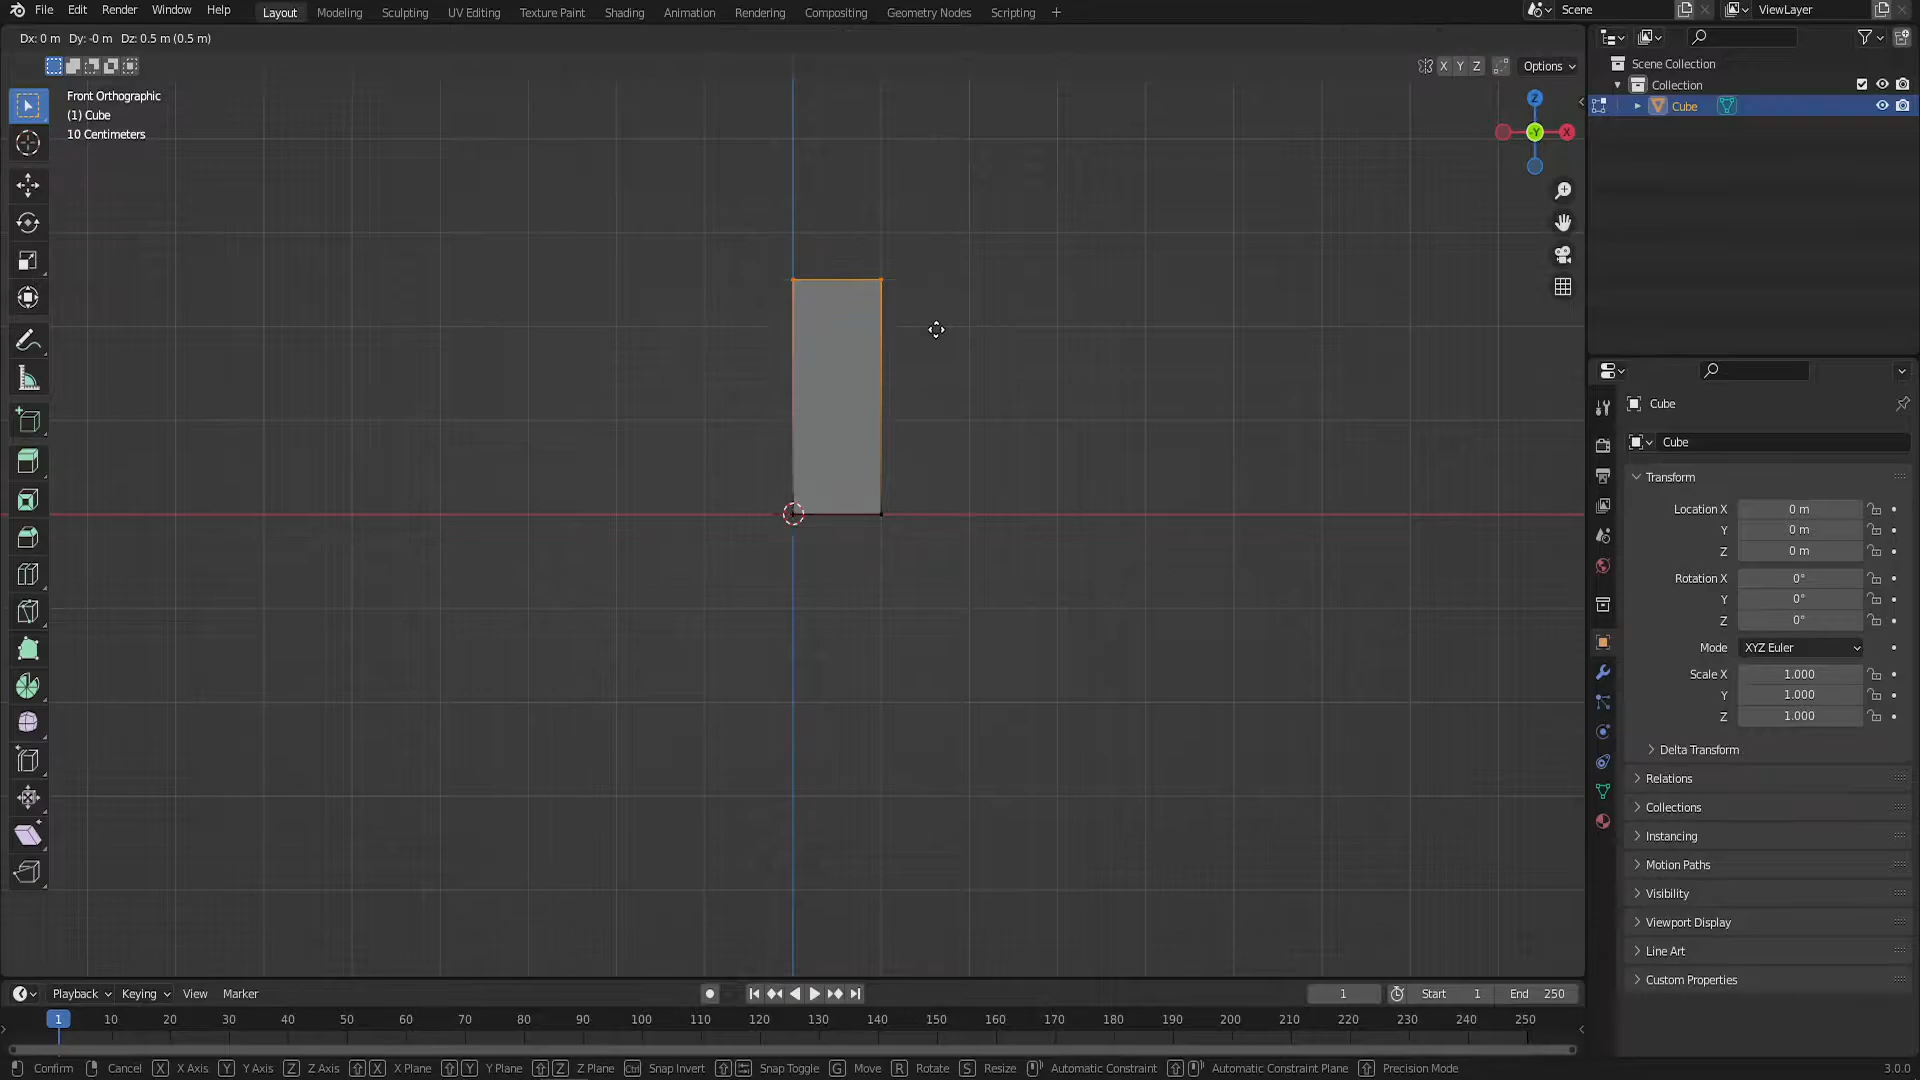 File Edit Render Window Help Layout Modeling Sculpting UV Editing Texture Paint Shading Animation Rendering Compositing Geometry Nodes Scripting + Scene ViewLayer
Dx: 0 m Dy: -0 m Dz: 0.5 m (0.5 m)
X Y Z Options
Front Orthographic
(1) Cube
10 Centimeters
Z
-Y X
Scene Collection
Collection
Cube
Cube
Cube
Transform
Location X 0 m
Y 0 m
Z 0 m
Rotation X 0°
Y 0°
Z 0°
Mode XYZ Euler
Scale X 1.000
Y 1.000
Z 1.000
Delta Transform
Relations
Collections
Instancing
Motion Paths
Visibility
Viewport Display
Line Art
Custom Properties
Playback Keying View Marker 1 Start 1 End 250
1 10 20 30 40 50 60 70 80 90 100 110 120 130 140 150 160 170 180 190 200 210 220 230 240 250
Confirm Cancel X X Axis Y Y Axis Z Z Axis X X Plane Y Y Plane Z Z Plane Ctrl Snap Invert Snap Toggle G Move R Rotate S Resize Automatic Constraint Automatic Constraint Plane Precision Mode 3.0.0